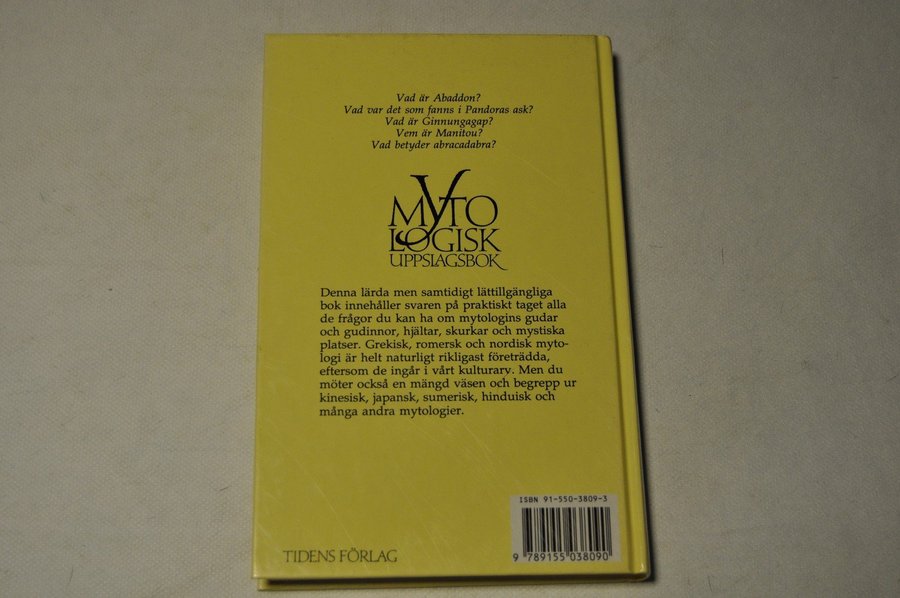 Vad är Abaddon?
Vad var det som fanns i Pandoras ask?
Vad är Ginnungagap?
Vem är Manitou?
Vad betyder abracadabra?
MYTO
LOGISK
UPPSLAGSBOK
Denna lärda men samtidigt lättillgängliga
bok innehåller svaren på praktiskt taget alla
de frågor du kan ha om mytologins gudar
och gudinnor, hjältar, skurkar och mystiska
platser. Grekisk, romersk och nordisk myto-
logi är helt naturligt rikligast företrädda,
eftersom de ingår i vårt kulturarv. Men du
möter också en mängd väsen och begrepp ur
kinesisk, japansk, sumerisk, hinduisk och
många andra mytologier.
ISBN 91-550-3809-3
9 789155 038090
TIDENS FÖRLAG